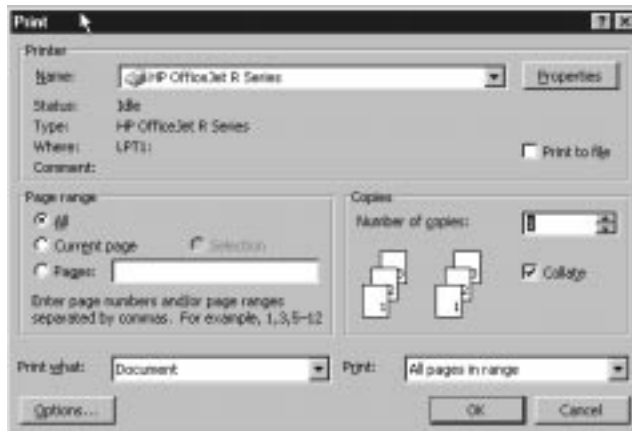 Print
Printer
Name: HP OfficeJet R Series Properties
Status: Idle
Type: HP OfficeJet R Series
Where: LPT1:
Comment:
Print to file
Page range
All
Current page Selection
Pages:
Enter page numbers and/or page ranges
separated by commas. For example, 1,3,5-12
Copies
Number of copies: 1
Collate
Print what: Document
Print: All pages in range
Options... OK Cancel